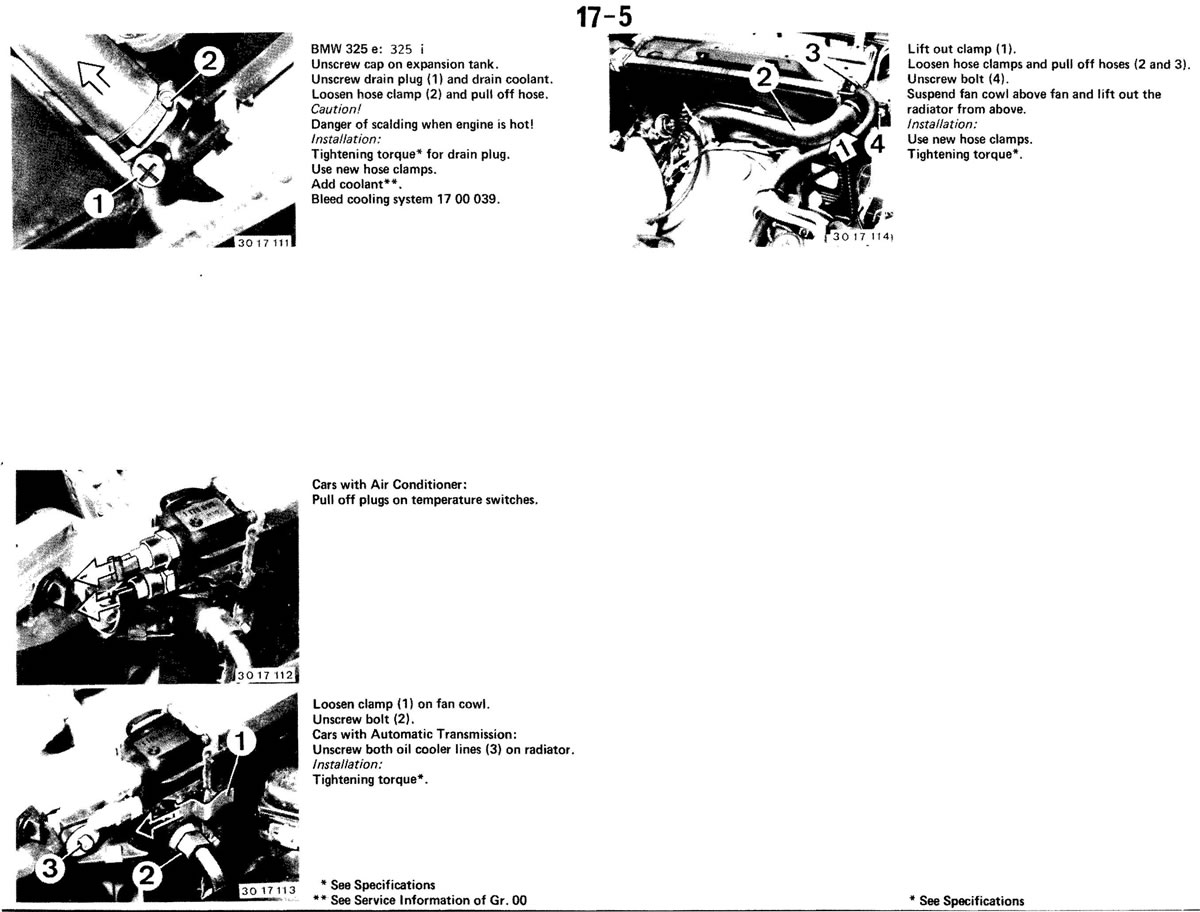 17-5
BMW 325 e: 325 i
Unscrew cap on expansion tank.
Unscrew drain plug (1) and drain coolant.
Loosen hose clamp (2) and pull off hose.
Caution!
Danger of scalding when engine is hot!
Installation:
Tightening torque* for drain plug.
Use new hose clamps.
Add coolant**.
Bleed cooling system 17 00 039.
2
1
30 17 111
Cars with Air Conditioner:
Pull off plugs on temperature switches.
30 17 112
Loosen clamp (1) on fan cowl.
Unscrew bolt (2).
Cars with Automatic Transmission:
Unscrew both oil cooler lines (3) on radiator.
Installation:
Tightening torque*.
1
3
2
30 17 113
* See Specifications
** See Service Information of Gr. 00
Lift out clamp (1).
Loosen hose clamps and pull off hoses (2 and 3).
Unscrew bolt (4).
Suspend fan cowl above fan and lift out the
radiator from above.
Installation:
Use new hose clamps.
Tightening torque*.
3
2
1
4
30 17 114
* See Specifications